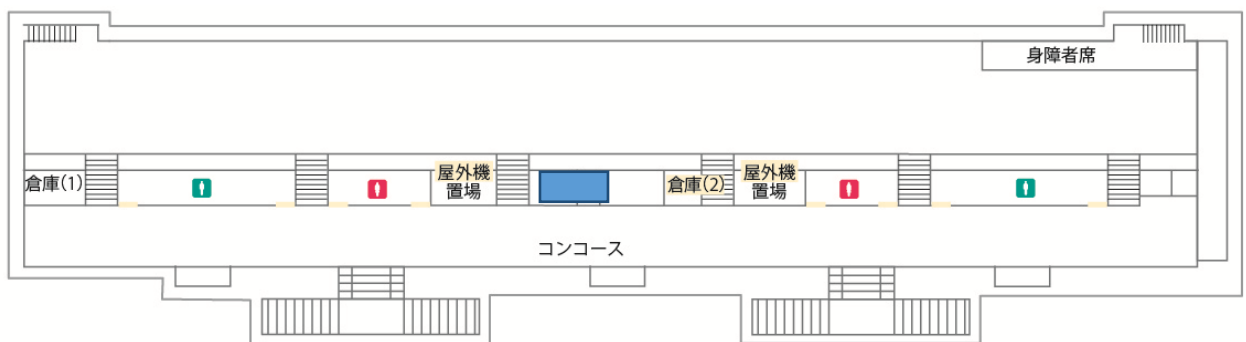 身障者席
倉庫(1)
屋外機
置場
倉庫(2)
屋外機
置場
コンコース